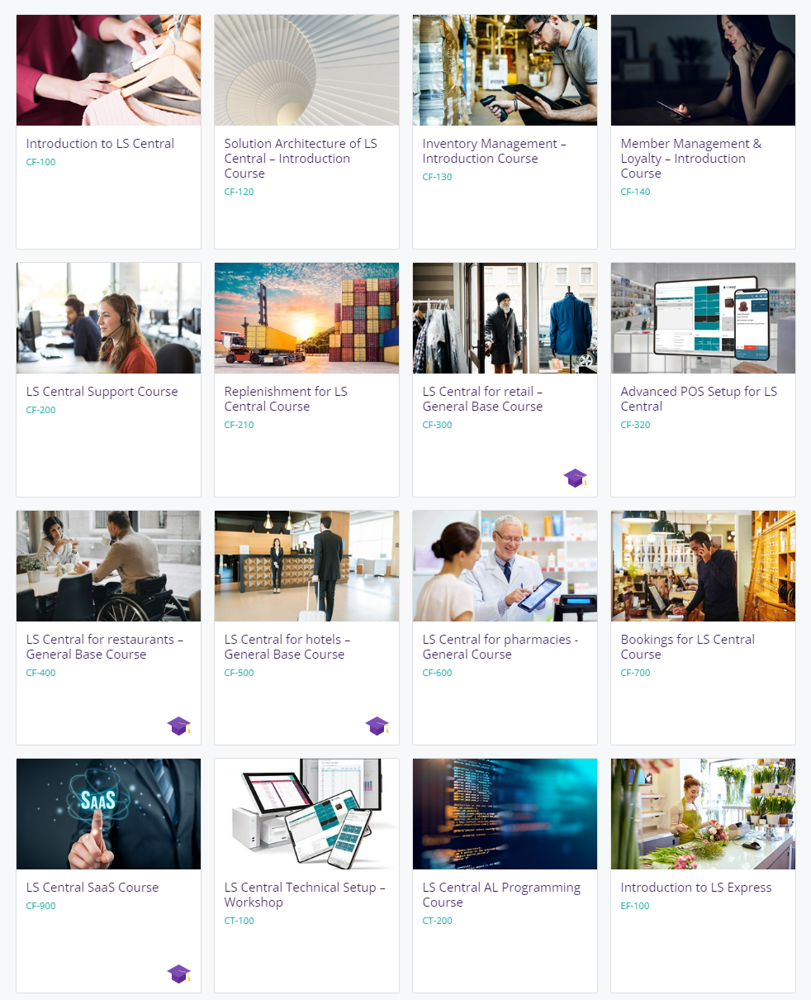 Introduction to LS Central
CF-100
Solution Architecture of LS
Central – Introduction
Course
CF-120
Inventory Management –
Introduction Course
CF-130
Member Management &
Loyalty – Introduction
Course
CF-140
LS Central Support Course
CF-200
Replenishment for LS
Central Course
CF-210
LS Central for retail –
General Base Course
CF-300
Advanced POS Setup for LS
Central
CF-320
LS Central for restaurants –
General Base Course
CF-400
LS Central for hotels –
General Base Course
CF-500
LS Central for pharmacies -
General Course
CF-600
Bookings for LS Central
Course
CF-700
SAAS
LS Central SaaS Course
CF-900
LS Central Technical Setup –
Workshop
CT-100
LS Central AL Programming
Course
CT-200
Introduction to LS Express
EF-100